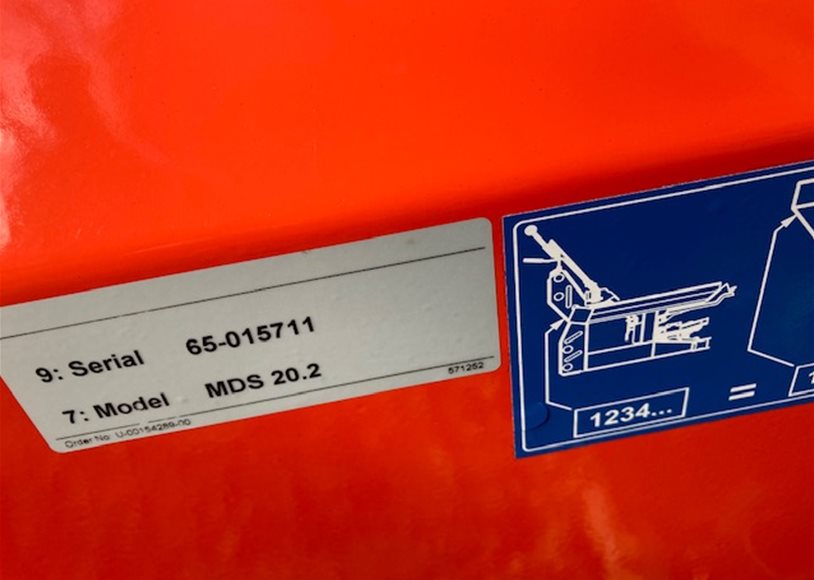 9: Serial 65-015711
7: Model MDS 20.2
571252
Order No: U-00154289-00
1234...
=